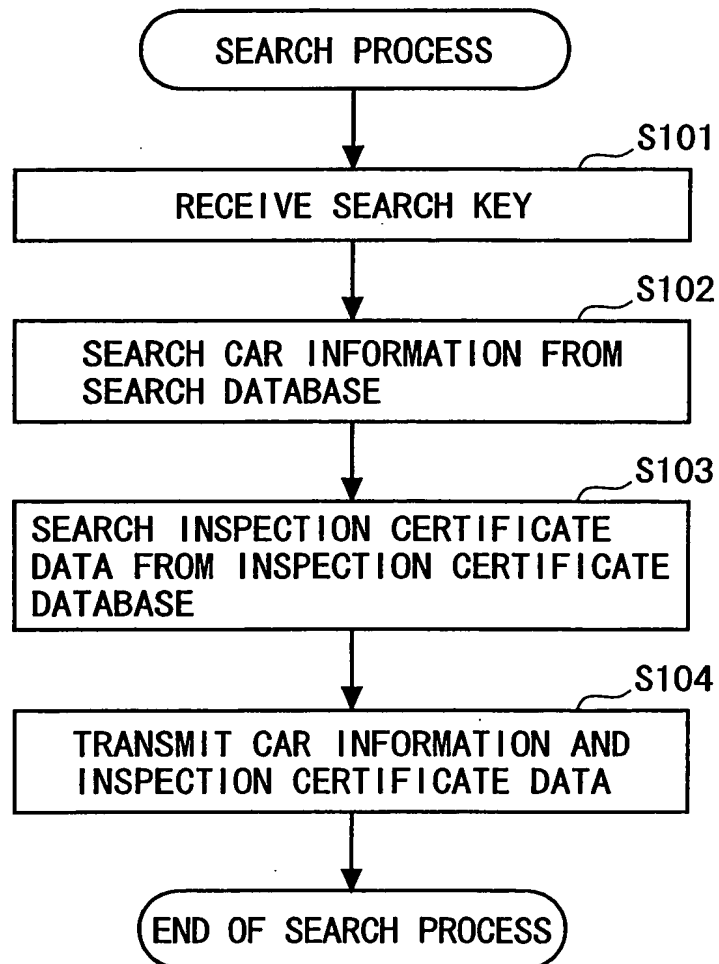 SEARCH PROCESS
S101
RECEIVE SEARCH KEY
S102
SEARCH CAR INFORMATION FROM
SEARCH DATABASE
S103
SEARCH INSPECTION CERTIFICATE
DATA FROM INSPECTION CERTIFICATE
DATABASE
S104
TRANSMIT CAR INFORMATION AND
INSPECTION CERTIFICATE DATA
END OF SEARCH PROCESS